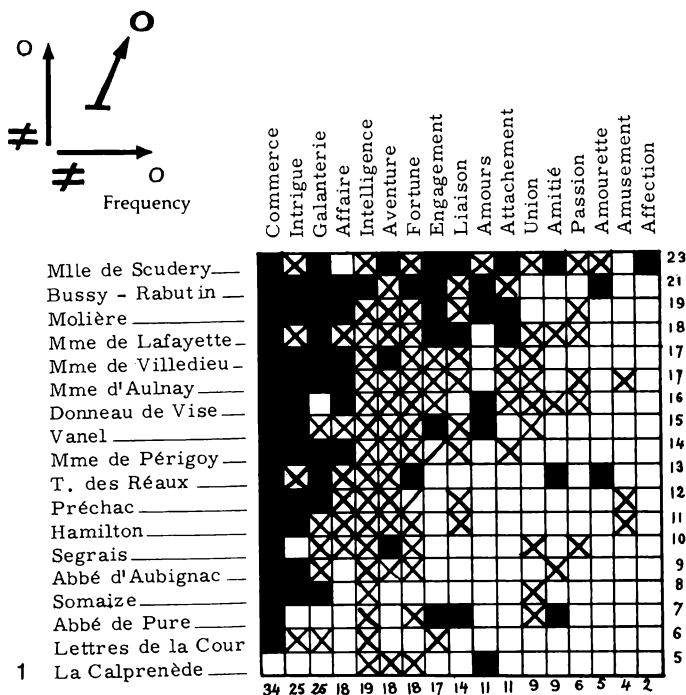 O
O
≠
≠
O
Frequency
Commerce
Intrigue
Galanterie
Affaire
Intelligence
Aventure
Fortune
Engagement
Liaison
Amours
Attachement
Union
Amitié
Passion
Amourette
Amusement
Affection
Mlle de Scudery 23
Bussy - Rabutin 21
Molière 19
Mme de Lafayette 18
Mme de Villedieu 17
Mme d'Aulnay 17
Donneau de Vise 16
Vanel 15
Mme de Périgoy 14
T. des Réaux 13
Préchac 12
Hamilton 11
Segrais 10
Abbé d'Aubignac 9
Somaize 8
Abbé de Pure 7
Lettres de la Cour 6
1 La Calprenède 5
34 25 26 18 19 18 18 17 14 11 11 9 9 6 5 4 2